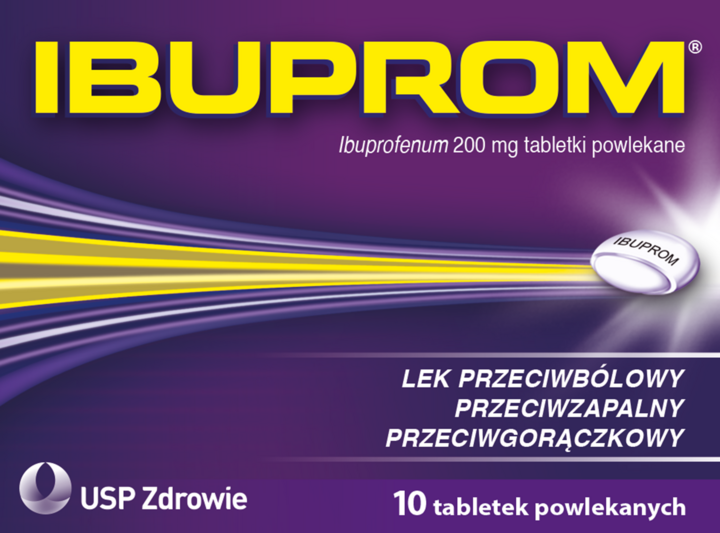 IBUPROM®
Ibuprofenum 200 mg tabletki powlekane
IBUPROM
LEK PRZECIWBÓLOWY
PRZECIWZAPALNY
PRZECIWGORĄCZKOWY
USP Zdrowie
10 tabletek powlekanych